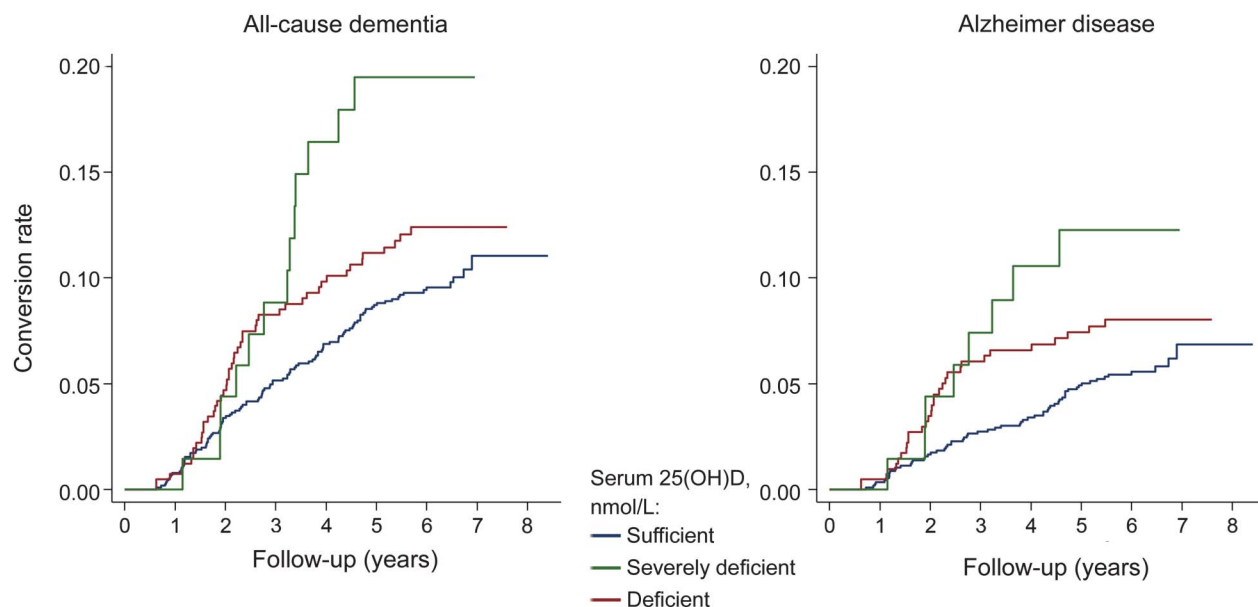 All-cause dementia
Conversion rate
0.20
0.15
0.10
0.05
0.00
0 1 2 3 4 5 6 7 8
Follow-up (years)
Serum 25(OH)D,
nmol/L:
Sufficient
Severely deficient
Deficient
Alzheimer disease
0.20
0.15
0.10
0.05
0.00
0 1 2 3 4 5 6 7 8
Follow-up (years)